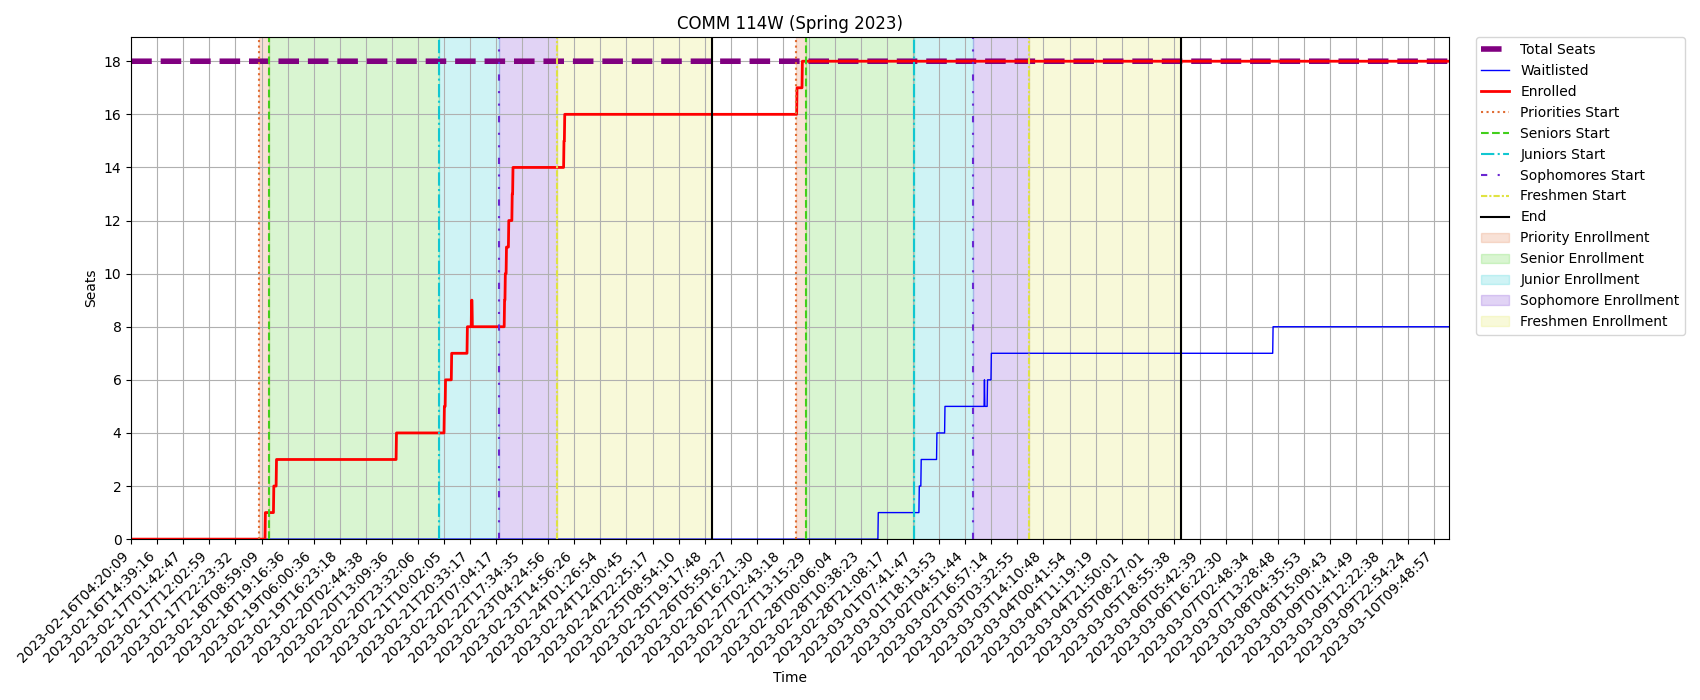 COMM 114W (Spring 2023)
Seats
18
16
14
12
10
8
6
4
2
0
2023-02-16T04:20:09
2023-02-16T14:39:16
2023-02-17T01:42:47
2023-02-17T12:02:59
2023-02-17T22:23:32
2023-02-18T08:59:09
2023-02-18T19:16:36
2023-02-19T06:00:36
2023-02-19T16:23:18
2023-02-20T02:44:38
2023-02-20T13:09:36
2023-02-20T23:32:06
2023-02-21T10:02:05
2023-02-21T20:33:17
2023-02-22T07:04:17
2023-02-22T17:34:35
2023-02-23T04:24:56
2023-02-23T14:56:26
2023-02-24T01:26:54
2023-02-24T12:00:45
2023-02-24T22:25:17
2023-02-25T08:54:10
2023-02-25T19:17:48
2023-02-26T05:59:27
2023-02-26T16:21:30
2023-02-27T02:43:18
2023-02-27T13:15:29
2023-02-28T00:06:04
2023-02-28T10:38:23
2023-02-28T21:08:17
2023-03-01T07:41:47
2023-03-01T18:13:53
2023-03-02T04:51:44
2023-03-02T16:57:14
2023-03-03T03:32:55
2023-03-03T14:10:48
2023-03-04T00:41:54
2023-03-04T11:19:19
2023-03-04T21:50:01
2023-03-05T08:27:01
2023-03-05T18:55:38
2023-03-06T05:42:39
2023-03-06T16:22:30
2023-03-07T02:48:34
2023-03-07T13:28:48
2023-03-08T04:35:53
2023-03-08T15:09:43
2023-03-09T01:41:49
2023-03-09T12:22:38
2023-03-09T22:54:24
2023-03-10T09:48:57
Time
Total Seats
Waitlisted
Enrolled
Priorities Start
Seniors Start
Juniors Start
Sophomores Start
Freshmen Start
End
Priority Enrollment
Senior Enrollment
Junior Enrollment
Sophomore Enrollment
Freshmen Enrollment